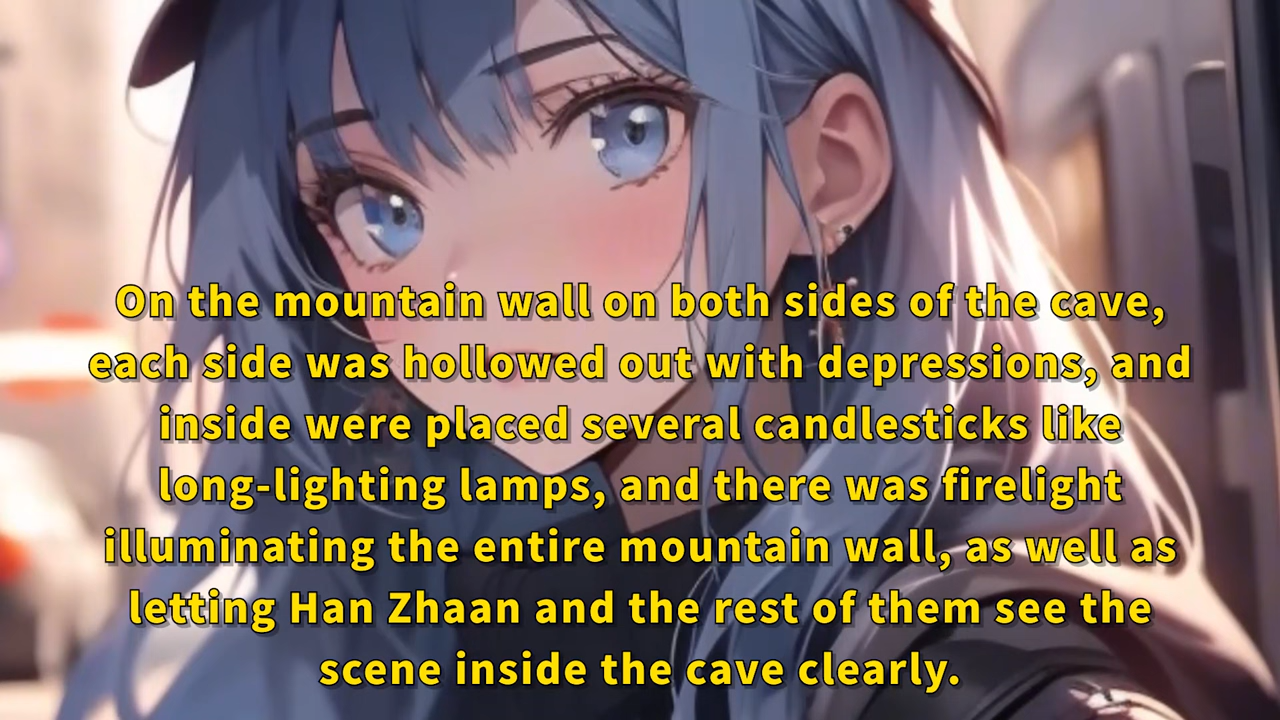 On the mountain wall on both sides of the cave,
each side was hollowed out with depressions, and
inside were placed several candlesticks like
long-lighting lamps, and there was firelight
illuminating the entire mountain wall, as well as
letting Han Zhaan and the rest of them see the
scene inside the cave clearly.